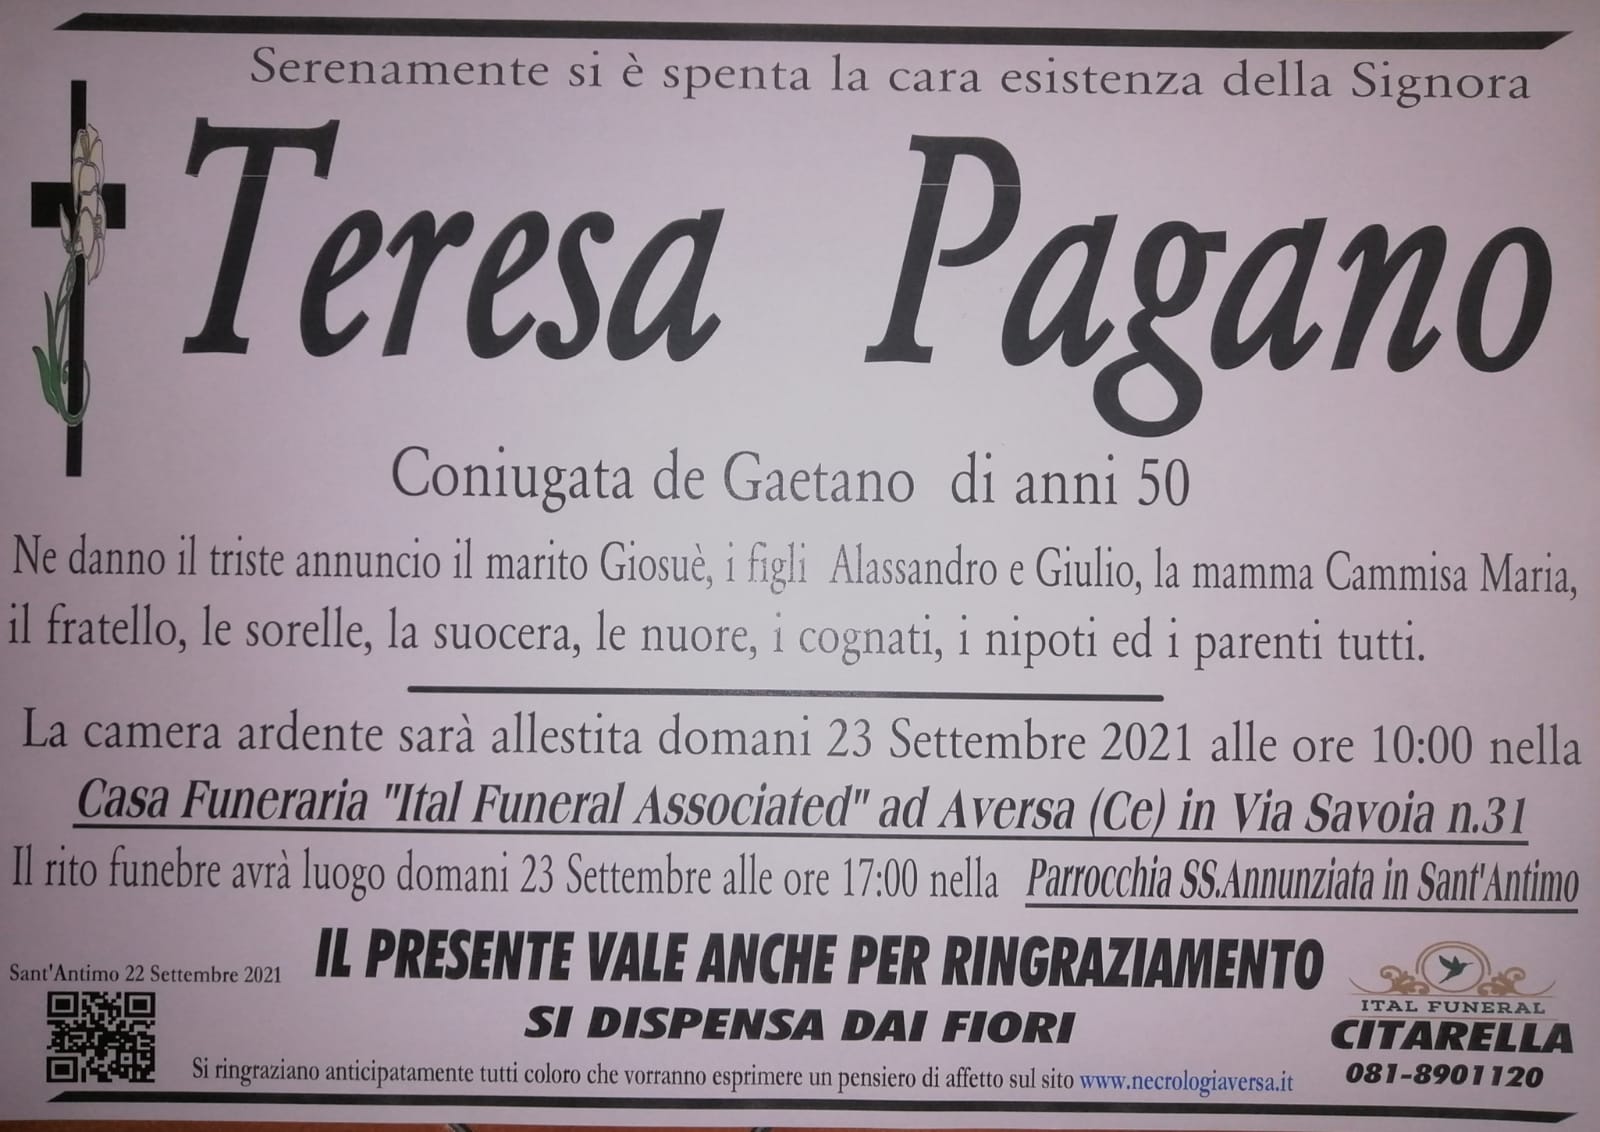 Serenamente si è spenta la cara esistenza della Signora
Teresa Pagano
Coniugata de Gaetano di anni 50
Ne danno il triste annuncio il marito Giosuè, i figli Alassandro e Giulio, la mamma Cammisa Maria,
il fratello, le sorelle, la suocera, le nuore, i cognati, i nipoti ed i parenti tutti.
La camera ardente sarà allestita domani 23 Settembre 2021 alle ore 10:00 nella
Casa Funeraria "Ital Funeral Associated" ad Aversa (Ce) in Via Savoia n.31
Il rito funebre avrà luogo domani 23 Settembre alle ore 17:00 nella Parrocchia SS.Annunziata in Sant'Antimo
IL PRESENTE VALE ANCHE PER RINGRAZIAMENTO
Sant'Antimo 22 Settembre 2021
SI DISPENSA DAI FIORI
Si ringraziano anticipatamente tutti coloro che vorranno esprimere un pensiero di affetto sul sito www.necrologiaversa.it
ITAL FUNERAL
CITARELLA
081-8901120